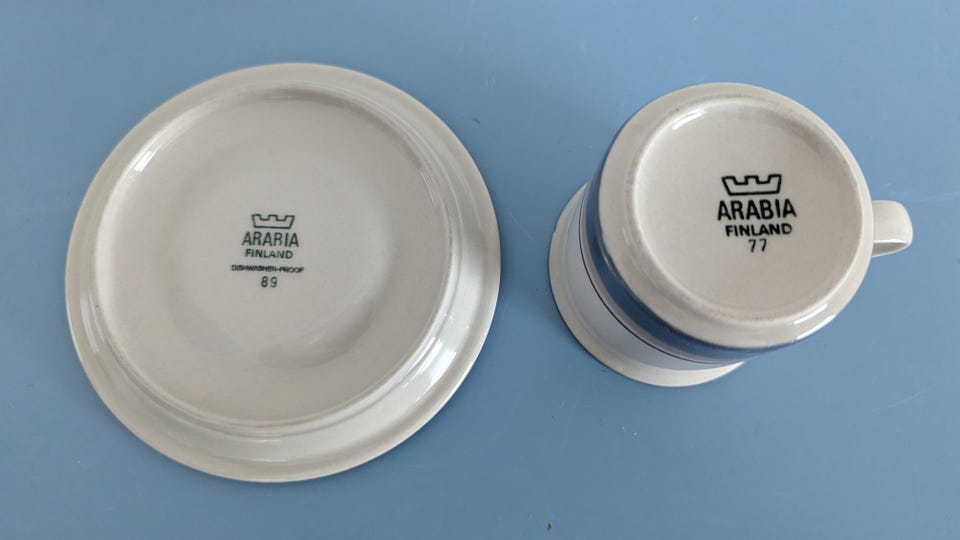 ARABIA
FINLAND
DISHWASHER-PROOF
89
ARABIA
FINLAND
77